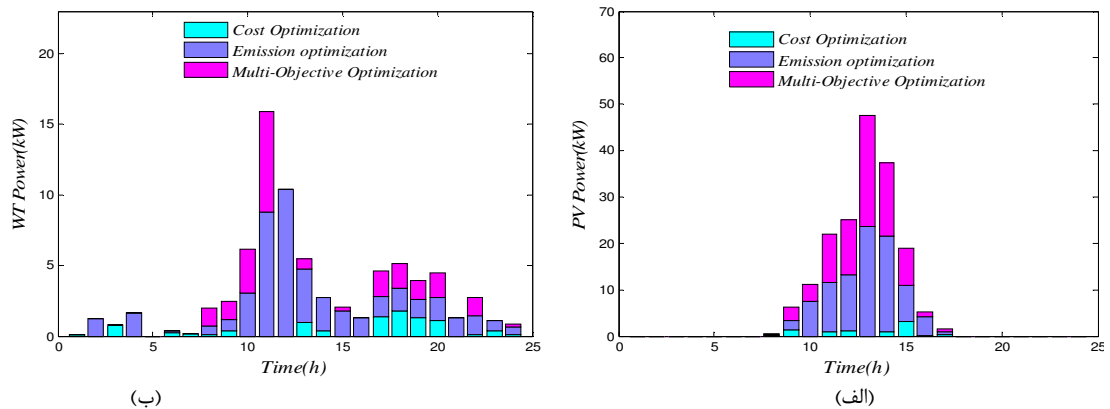 Cost Optimization
Emission optimization
Multi-Objective Optimization
WT Power(kW)
20
15
10
5
0
0 5 10 15 20 25
Time(h)
(ب)
Cost Optimization
Emission optimization
Multi-Objective Optimization
PV Power(kW)
70
60
50
40
30
20
10
0
0 5 10 15 20 25
Time(h)
(الف)